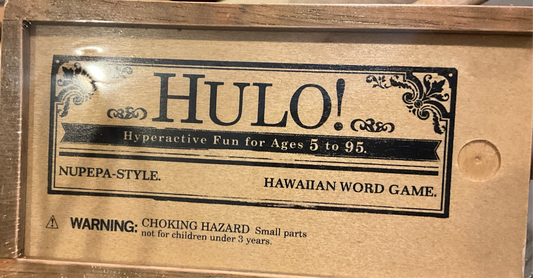 HULO!
Hyperactive Fun for Ages 5 to 95.
NUPEPA-STYLE.
HAWAIIAN WORD GAME.
WARNING: CHOKING HAZARD Small parts
not for children under 3 years.